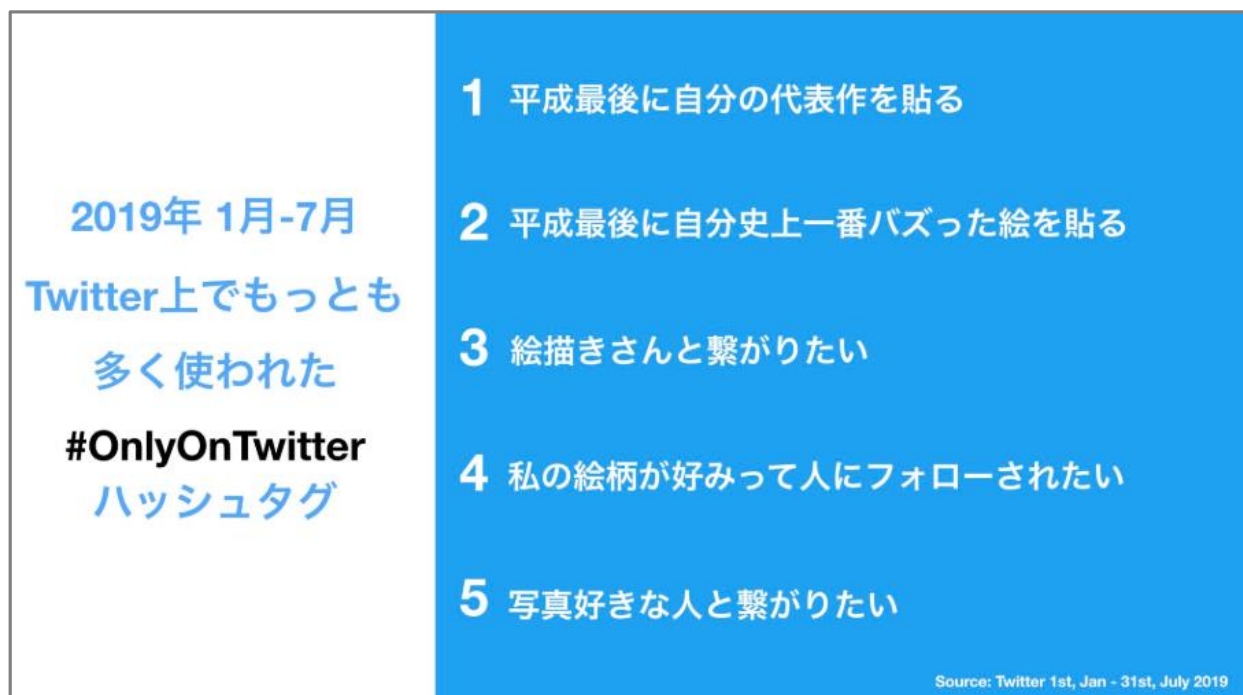 2019年 1月-7月
Twitter上でもっとも
多く使われた
#OnlyOnTwitter
ハッシュタグ
1 平成最後に自分の代表作を貼る
2 平成最後に自分史上一番バズった絵を貼る
3 絵描きさんと繋がりたい
4 私の絵柄が好みって人にフォローされたい
5 写真好きな人と繋がりたい
Source: Twitter 1st, Jan - 31st, July 2019